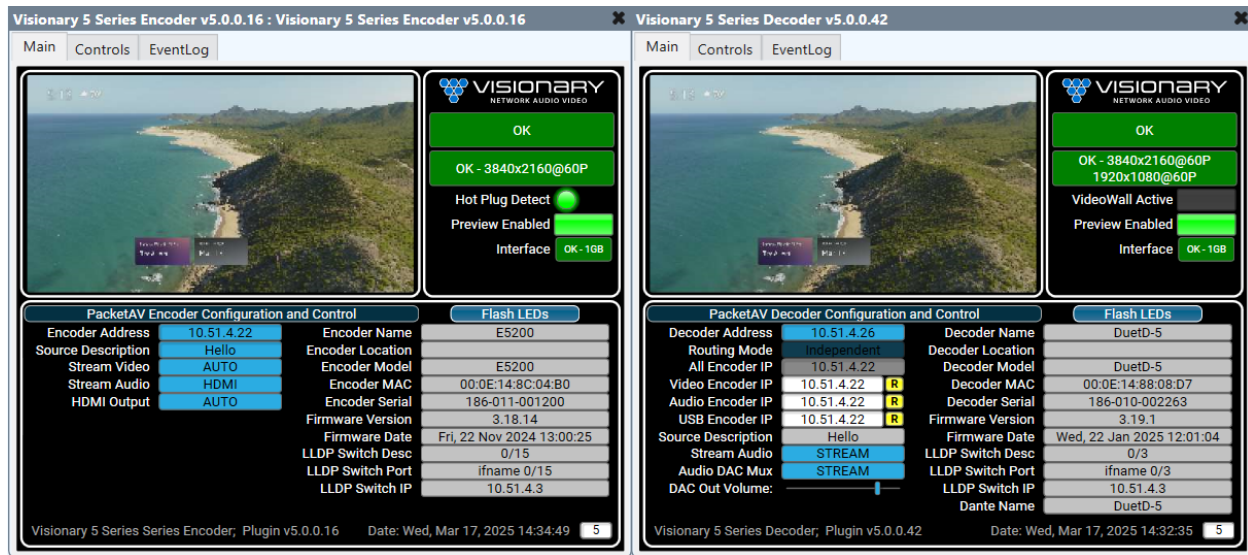 Visionary 5 Series Encoder v5.0.0.16 : Visionary 5 Series Encoder v5.0.0.16
Main Controls EventLog
VISIONARY
NETWORK AUDIO VIDEO
OK
OK - 3840x2160@60P
Hot Plug Detect
Preview Enabled
Interface OK - 1GB
PacketAV Encoder Configuration and Control Flash LEDs
Encoder Address 10.51.4.22 Encoder Name E5200
Source Description Hello Encoder Location
Stream Video AUTO Encoder Model E5200
Stream Audio HDMI Encoder MAC 00:0E:14:8C:04:B0
HDMI Output AUTO Encoder Serial 186-011-001200
Firmware Version 3.18.14
Firmware Date Fri, 22 Nov 2024 13:00:25
LLDP Switch Desc 0/15
LLDP Switch Port ifname 0/15
LLDP Switch IP 10.51.4.3
Visionary 5 Series Series Encoder; Plugin v5.0.0.16 Date: Wed, Mar 17, 2025 14:34:49 5
Visionary 5 Series Decoder v5.0.0.42
Main Controls EventLog
VISIONARY
NETWORK AUDIO VIDEO
OK
OK - 3840x2160@60P
1920x1080@60P
VideoWall Active
Preview Enabled
Interface OK - 1GB
PacketAV Decoder Configuration and Control Flash LEDs
Decoder Address 10.51.4.26 Decoder Name DuetD-5
Routing Mode Independent Decoder Location
All Encoder IP 10.51.4.22 Decoder Model DuetD-5
Video Encoder IP 10.51.4.22 R Decoder MAC 00:0E:14:88:08:D7
Audio Encoder IP 10.51.4.22 R Decoder Serial 186-010-002263
USB Encoder IP 10.51.4.22 R Firmware Version 3.19.1
Source Description Hello Firmware Date Wed, 22 Jan 2025 12:01:04
Stream Audio STREAM LLDP Switch Desc 0/3
Audio DAC Mux STREAM LLDP Switch Port ifname 0/3
DAC Out Volume: LLDP Switch IP 10.51.4.3
Dante Name DuetD-5
Visionary 5 Series Decoder; Plugin v5.0.0.42 Date: Wed, Mar 17, 2025 14:32:35 5